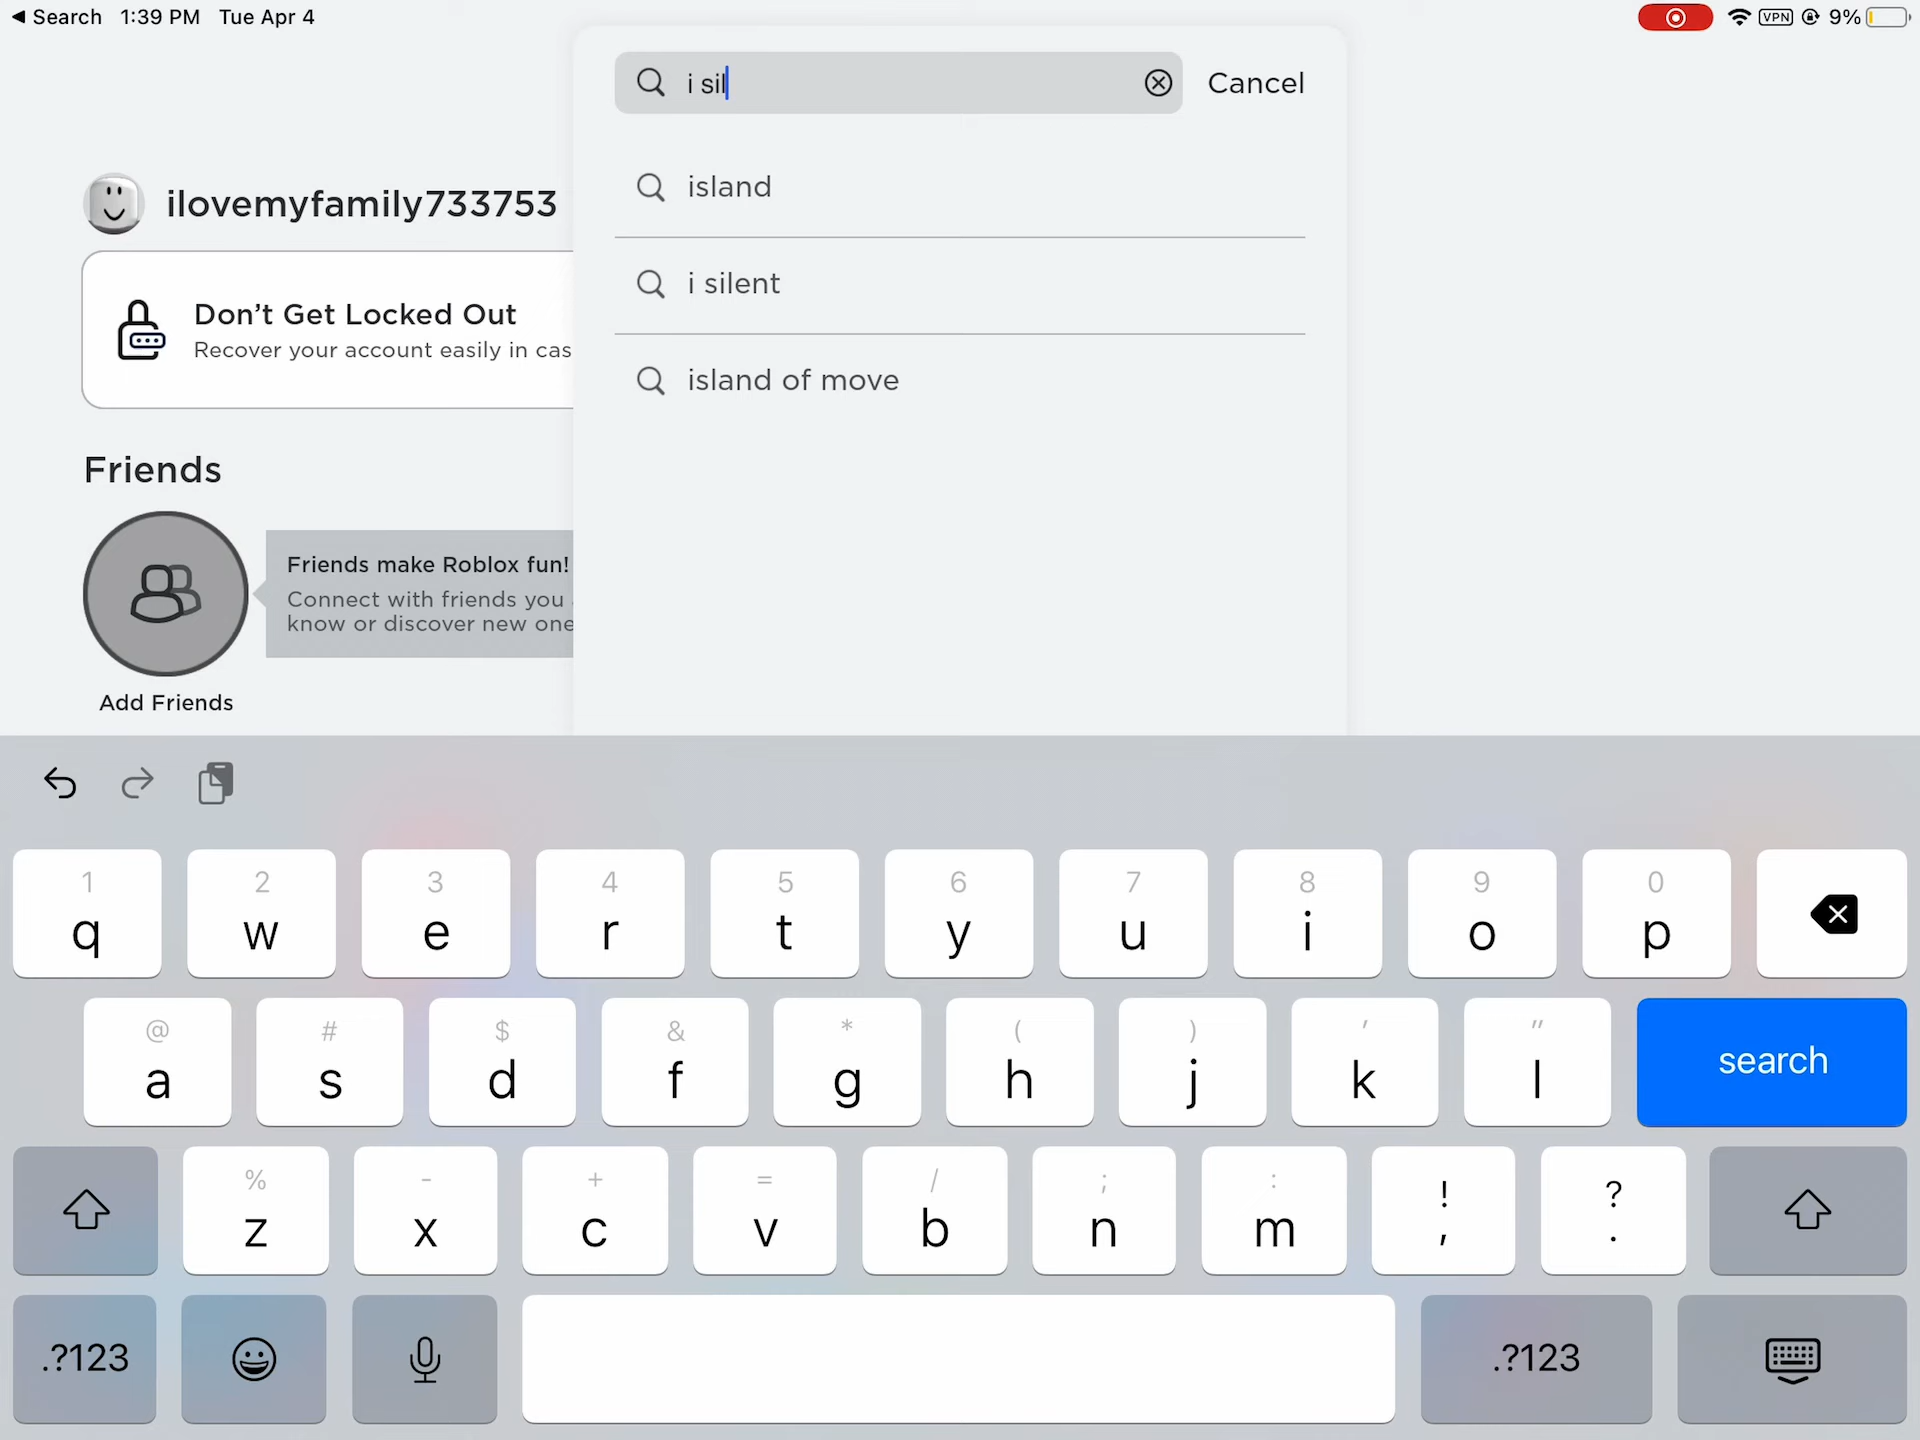 ◀ Search 1:39 PM Tue Apr 4
VPN 9%
i sil
Cancel
island
i silent
island of move
ilovemyfamily733753
Don't Get Locked Out
Recover your account easily in cas
Friends
Friends make Roblox fun!
Connect with friends you
know or discover new one
Add Friends
1 2 3 4 5 6 7 8 9 0
q w e r t y u i o p
@ # $ & * ( ) ' "
a s d f g h j k l search
% - + = / ; : ! ?
z x c v b n m , .
.?123 .?123